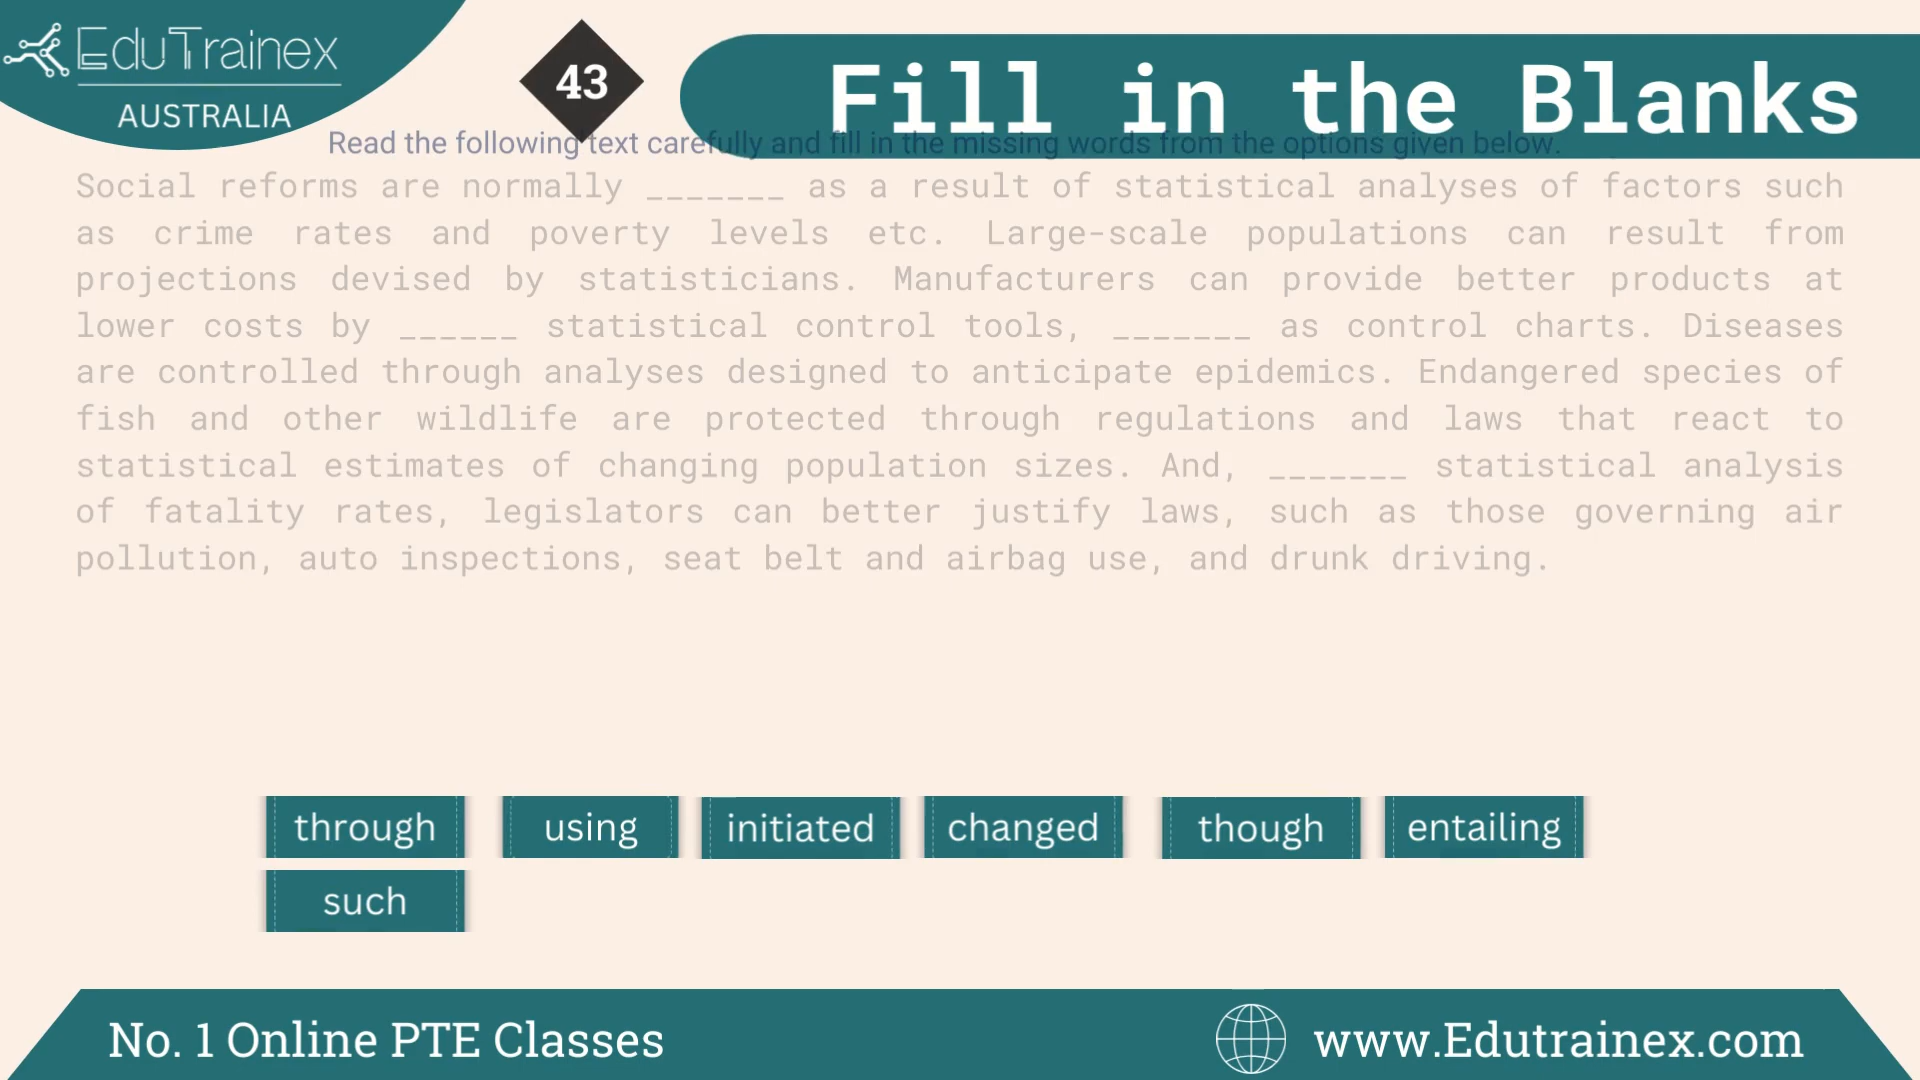 EduTrainex
AUSTRALIA
43
Fill in the Blanks
Read the following text carefully and fill in the missing words from the options given below.
Social reforms are normally _______ as a result of statistical analyses of factors such
as crime rates and poverty levels etc. Large-scale populations can result from
projections devised by statisticians. Manufacturers can provide better products at
lower costs by ______ statistical control tools, _______ as control charts. Diseases
are controlled through analyses designed to anticipate epidemics. Endangered species of
fish and other wildlife are protected through regulations and laws that react to
statistical estimates of changing population sizes. And, _______ statistical analysis
of fatality rates, legislators can better justify laws, such as those governing air
pollution, auto inspections, seat belt and airbag use, and drunk driving.
through using initiated changed though entailing
such
No. 1 Online PTE Classes www.Edutrainex.com